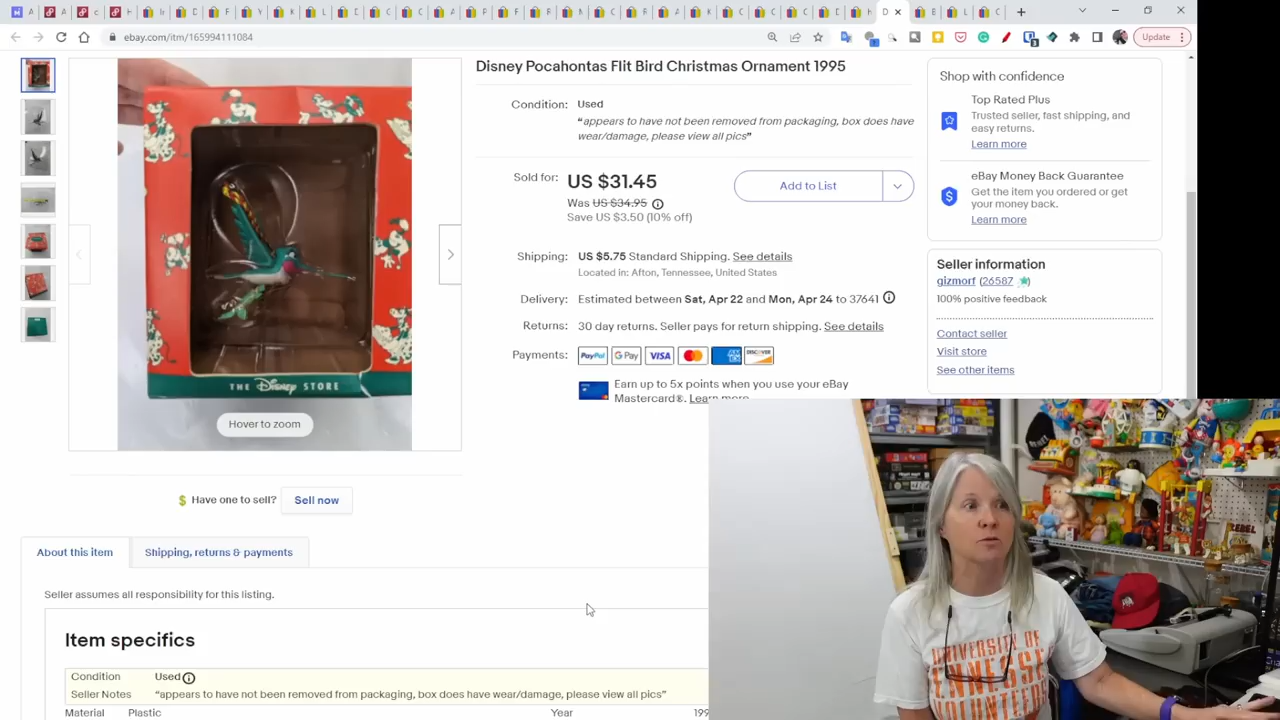 ebay.com/itm/165994111084
Update
THE Disney STORE
Hover to zoom
Disney Pocahontas Flit Bird Christmas Ornament 1995
Condition: Used
“appears to have not been removed from packaging, box does have
wear/damage, please view all pics”
Sold for: US $31.45
Was US $34.95
Save US $3.50 (10% off)
Add to List
Shipping: US $5.75 Standard Shipping. See details
Located in: Afton, Tennessee, United States
Delivery: Estimated between Sat, Apr 22 and Mon, Apr 24 to 37641
Returns: 30 day returns. Seller pays for return shipping. See details
Payments: PayPal G Pay VISA DISCOVER
Earn up to 5x points when you use your eBay
Mastercard®. Learn more
Shop with confidence
Top Rated Plus
Trusted seller, fast shipping, and
easy returns.
Learn more
eBay Money Back Guarantee
Get the item you ordered or get
your money back.
Learn more
Seller information
gizmorf (26587)
100% positive feedback
Contact seller
Visit store
See other items
Have one to sell? Sell now
About this item Shipping, returns & payments
Seller assumes all responsibility for this listing.
Item specifics
Condition Used
Seller Notes “appears to have not been removed from packaging, box does have wear/damage, please view all pics”
Material Plastic Year
REBEL
UNIVERSITY OF
TENNESSEE
VOLUNTEERS